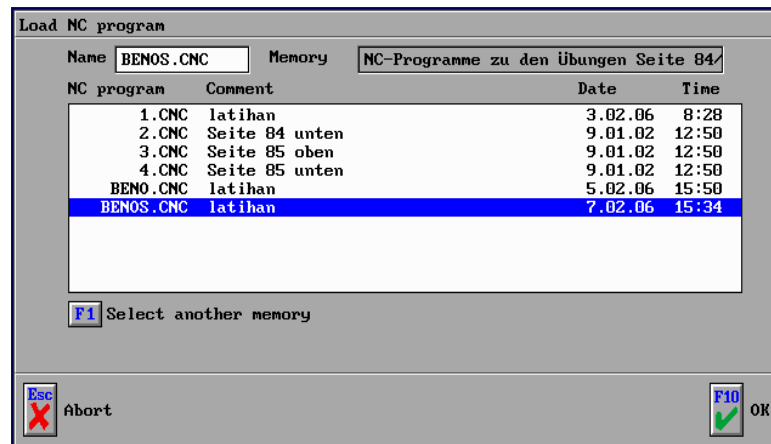 Load NC program
Name BENOS.CNC Memory NC-Programme zu den Übungen Seite 84/
NC program Comment Date Time
1.CNC latihan 3.02.06 8:28
2.CNC Seite 84 unten 9.01.02 12:50
3.CNC Seite 85 oben 9.01.02 12:50
4.CNC Seite 85 unten 9.01.02 12:50
BENO.CNC latihan 5.02.06 15:50
BENOS.CNC latihan 7.02.06 15:34
F1 Select another memory
Esc Abort F10 OK